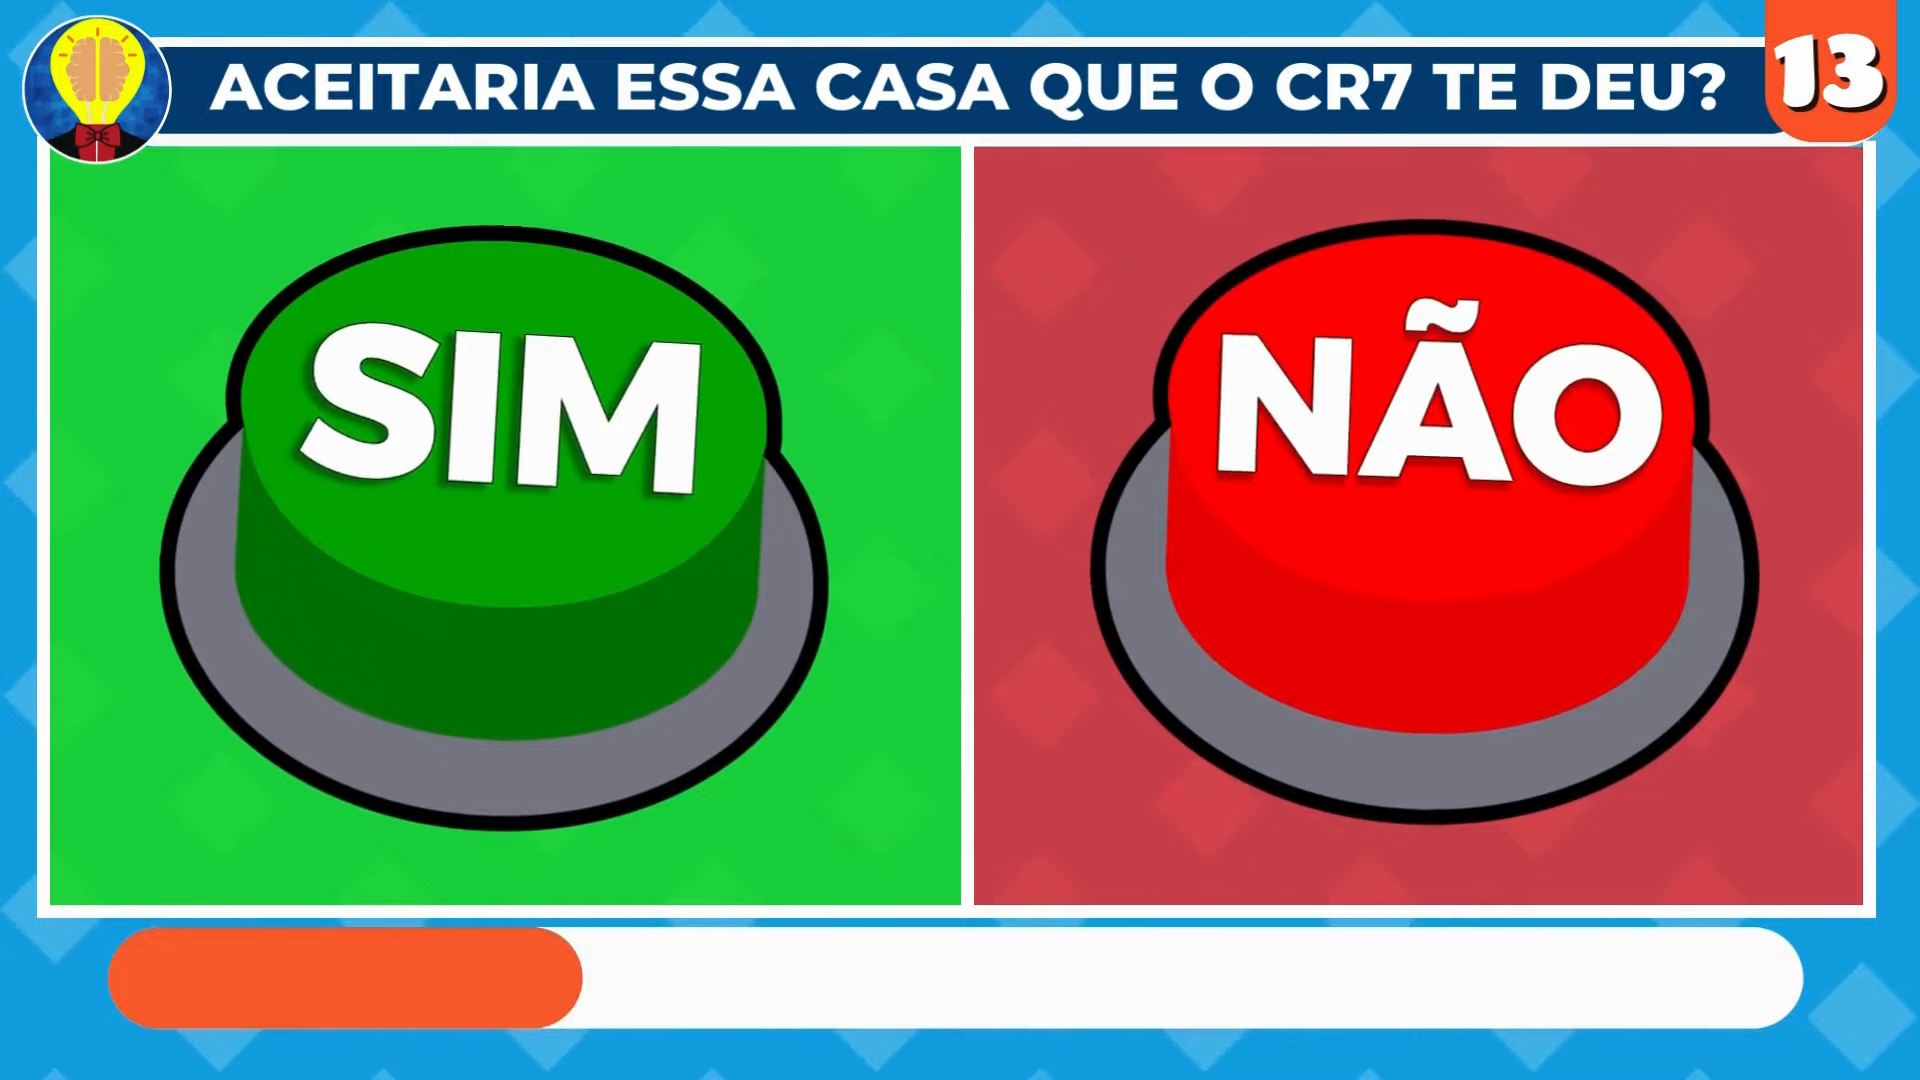 ACEITARIA ESSA CASA QUE O CR7 TE DEU?
13
SIM
NÃO